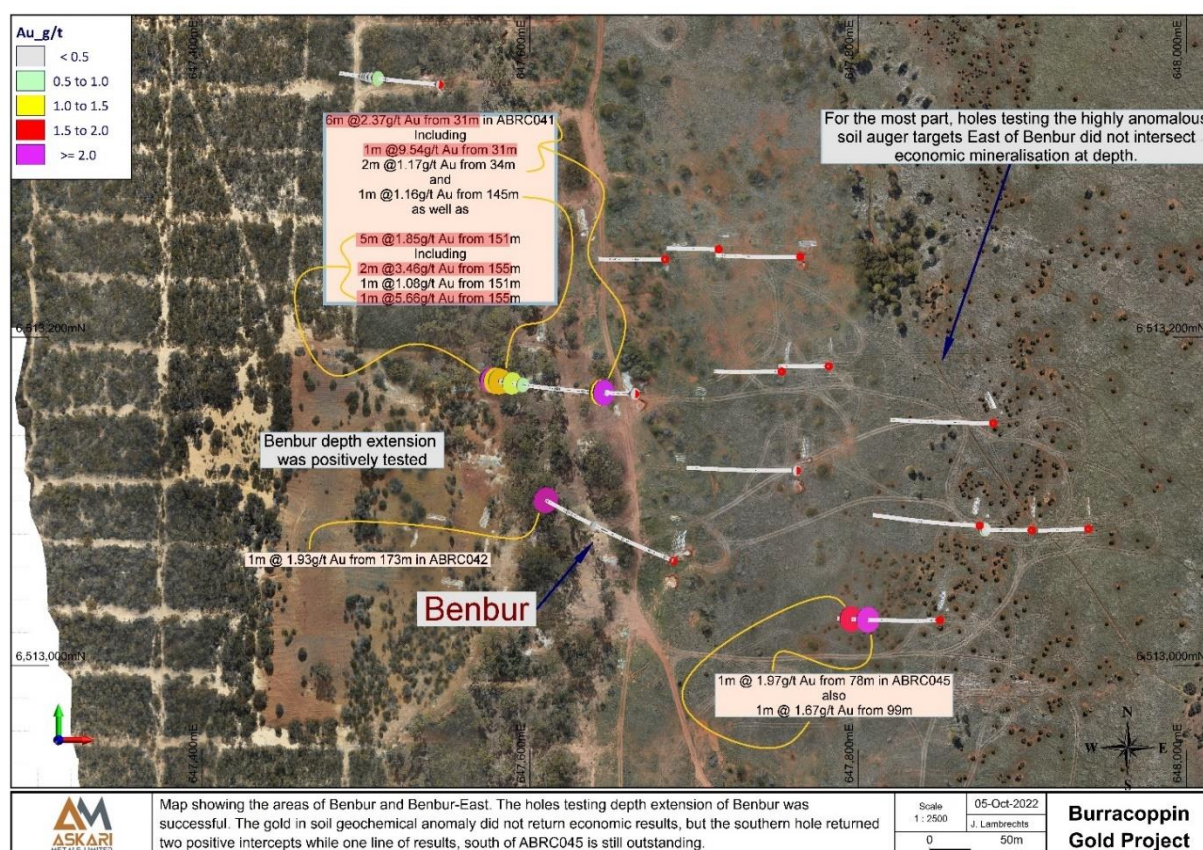 Au_g/t
< 0.5
0.5 to 1.0
1.0 to 1.5
1.5 to 2.0
>= 2.0
647,400mE
647,600mE
647,800mE
648,000mE
6m @2.37g/t Au from 31m in ABRC041
Including
1m @9.54g/t Au from 31m
2m @1.17g/t Au from 34m
and
1m @1.16g/t Au from 145m
as well as
5m @1.85g/t Au from 151m
Including
2m @3.46g/t Au from 155m
1m @1.08g/t Au from 151m
1m @5.66g/t Au from 155m
For the most part, holes testing the highly anomalous
soil auger targets East of Benbur did not intersect
economic mineralisation at depth.
6,513,200mN
6,513,200mN
Benbur depth extension
was positively tested
1m @ 1.93g/t Au from 173m in ABRC042
Benbur
6,513,000mN
6,513,000mN
1m @ 1.97g/t Au from 78m in ABRC045
also
1m @ 1.67g/t Au from 99m
N
W
E
S
647,400mE
647,600mE
647,800mE
648,000mE
AM
ASKARI
METALS LIMITED
Map showing the areas of Benbur and Benbur-East. The holes testing depth extension of Benbur was
successful. The gold in soil geochemical anomaly did not return economic results, but the southern hole returned
two positive intercepts while one line of results, south of ABRC045 is still outstanding.
Scale
1 : 2500
05-Oct-2022
J. Lambrechts
0 50m
Burracoppin
Gold Project